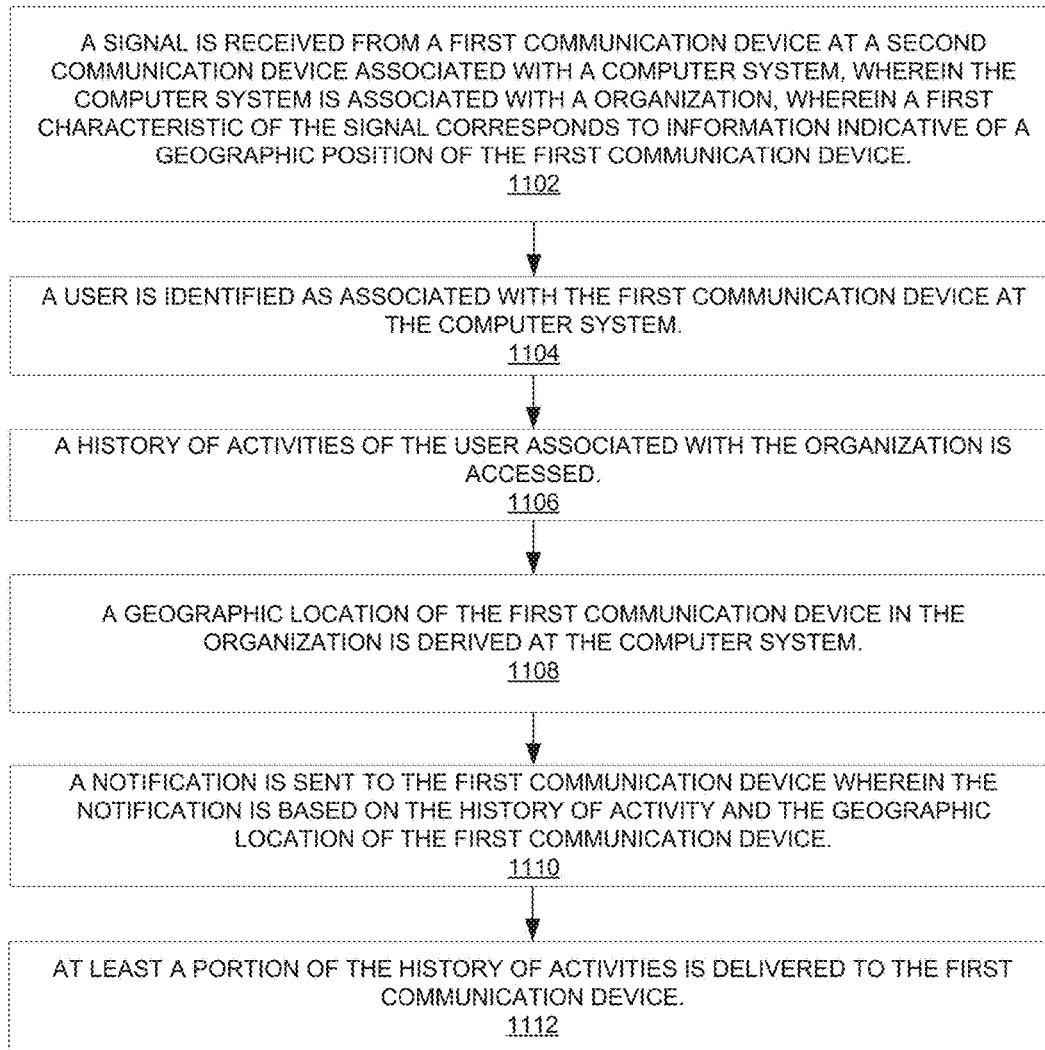 A SIGNAL IS RECEIVED FROM A FIRST COMMUNICATION DEVICE AT A SECOND
COMMUNICATION DEVICE ASSOCIATED WITH A COMPUTER SYSTEM, WHEREIN THE
COMPUTER SYSTEM IS ASSOCIATED WITH A ORGANIZATION, WHEREIN A FIRST
CHARACTERISTIC OF THE SIGNAL CORRESPONDS TO INFORMATION INDICATIVE OF A
GEOGRAPHIC POSITION OF THE FIRST COMMUNICATION DEVICE.
1102
A USER IS IDENTIFIED AS ASSOCIATED WITH THE FIRST COMMUNICATION DEVICE AT
THE COMPUTER SYSTEM.
1104
A HISTORY OF ACTIVITIES OF THE USER ASSOCIATED WITH THE ORGANIZATION IS
ACCESSED.
1106
A GEOGRAPHIC LOCATION OF THE FIRST COMMUNICATION DEVICE IN THE
ORGANIZATION IS DERIVED AT THE COMPUTER SYSTEM.
1108
A NOTIFICATION IS SENT TO THE FIRST COMMUNICATION DEVICE WHEREIN THE
NOTIFICATION IS BASED ON THE HISTORY OF ACTIVITY AND THE GEOGRAPHIC
LOCATION OF THE FIRST COMMUNICATION DEVICE.
1110
AT LEAST A PORTION OF THE HISTORY OF ACTIVITIES IS DELIVERED TO THE FIRST
COMMUNICATION DEVICE.
1112